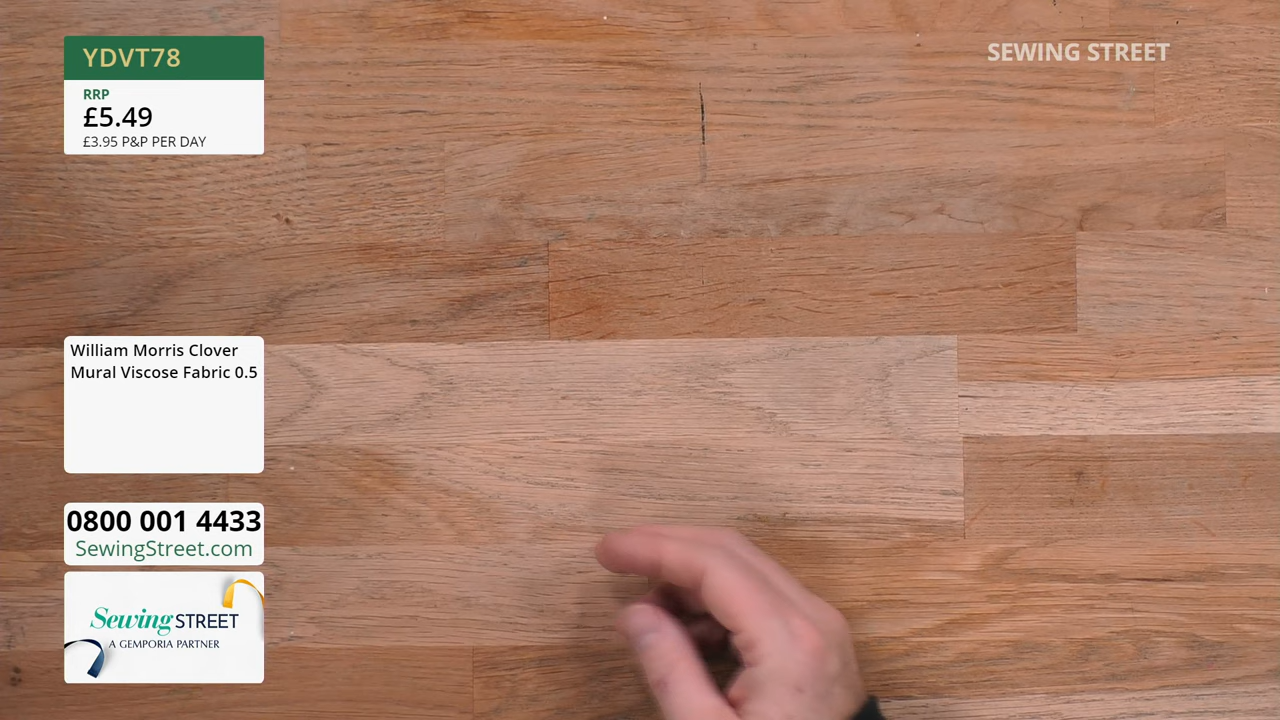 YDVT78
RRP
£5.49
£3.95 P&P PER DAY
SEWING STREET
William Morris Clover
Mural Viscose Fabric 0.5
0800 001 4433
SewingStreet.com
Sewing STREET
A GEMPORIA PARTNER